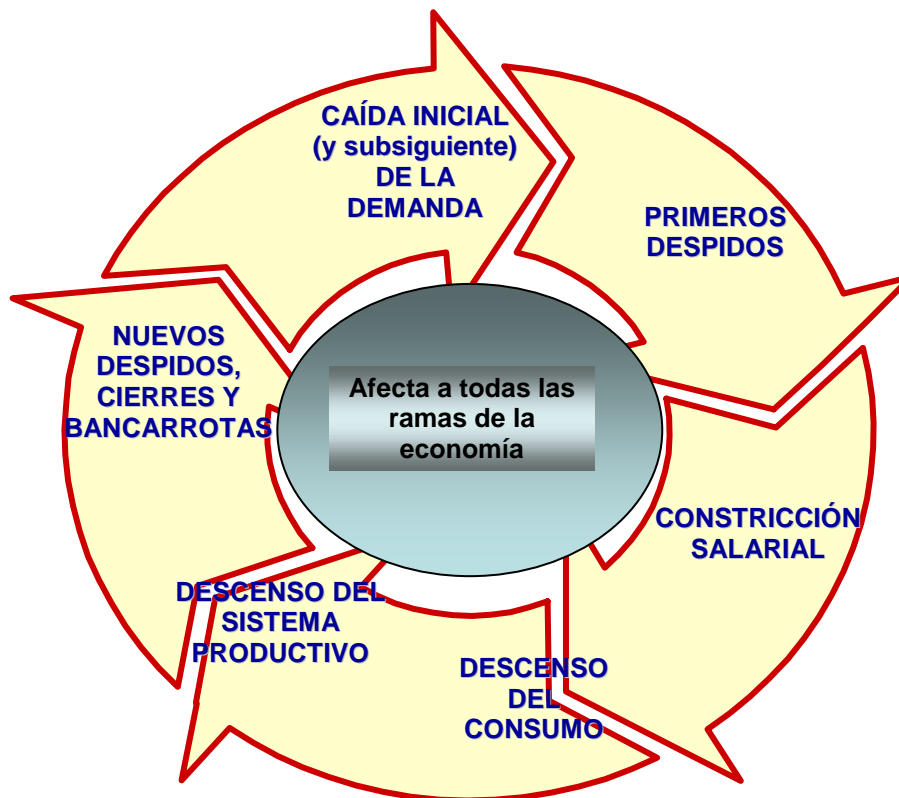 CAÍDA INICIAL
(y subsiguiente)
DE LA
DEMANDA
PRIMEROS
DESPIDOS
CONSTRICCIÓN
SALARIAL
DESCENSO
DEL
CONSUMO
DESCENSO DEL
SISTEMA
PRODUCTIVO
NUEVOS
DESPIDOS,
CIERRES Y
BANCARROTAS
Afecta a todas las
ramas de la
economía